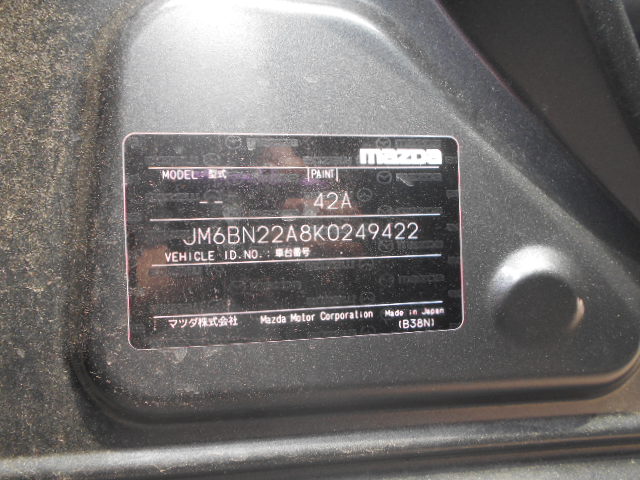 mazda
MODEL: 型式 PAINT
-- 42A
JM6BN22A8K0249422
VEHICLE ID.NO.: 車台番号
マツダ株式会社 Mazda Motor Corporation Made in Japan
(B38N)